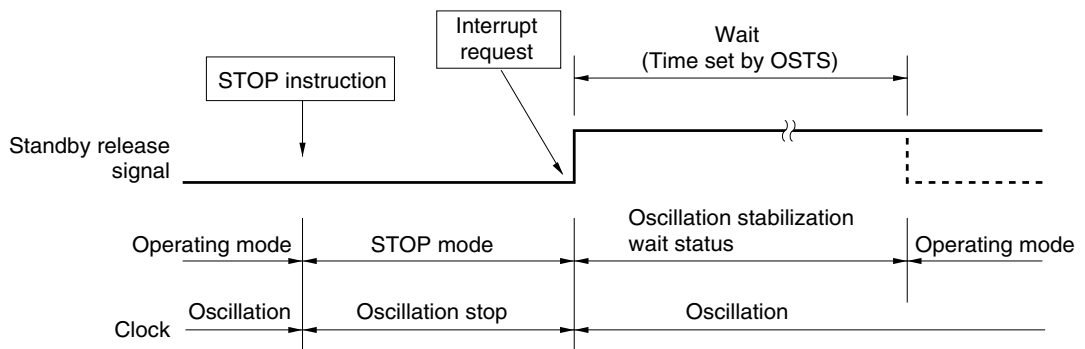 Interrupt
request
Wait
(Time set by OSTS)
STOP instruction
Standby release
signal
Operating mode
STOP mode
Oscillation stabilization
wait status
Operating mode
Clock
Oscillation
Oscillation stop
Oscillation